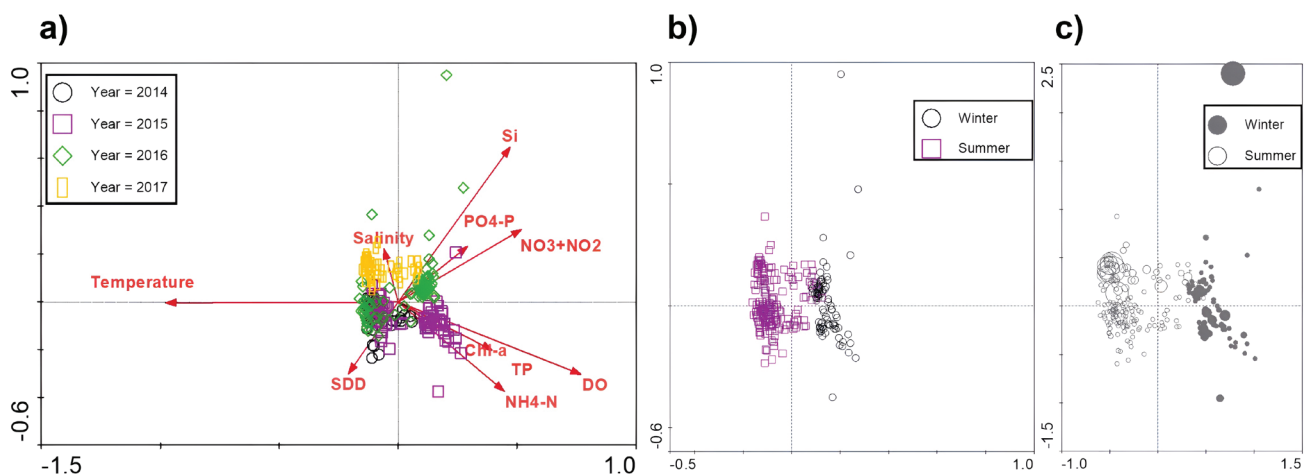 a)
1.0
Year = 2014
Year = 2015
Year = 2016
Year = 2017
Si
PO4-P
NO3+NO2
Salinity
Temperature
Chl-a
TP
DO
SDD
NH4-N
-0.6
-1.5
1.0
b)
1.0
Winter
Summer
-0.6
-0.5
1.0
c)
2.5
Winter
Summer
-1.5
-1.0
1.5